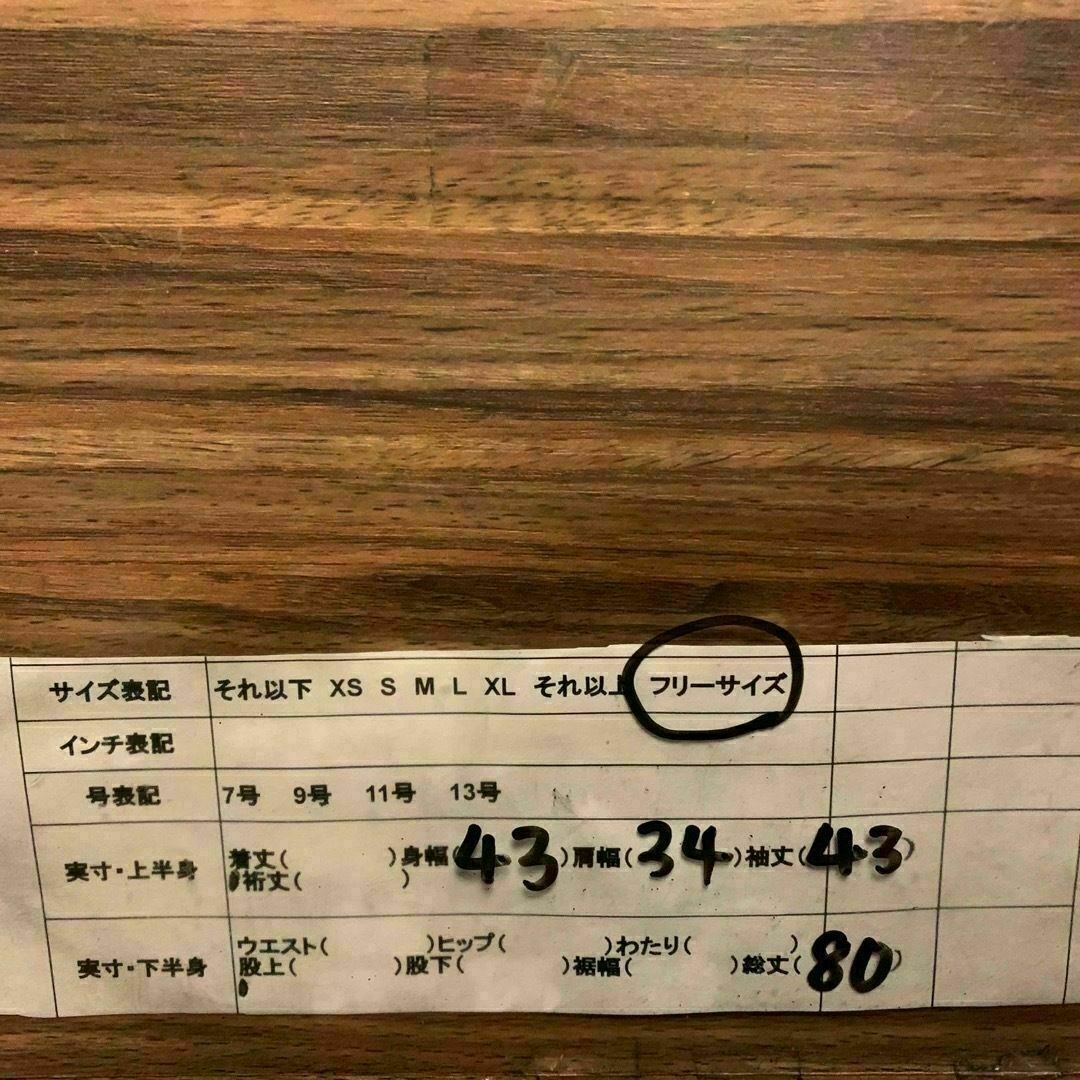 サイズ表記 それ以下 XS S M L XL それ以上 フリーサイズ
インチ表記
号表記 7号 9号 11号 13号
実寸・上半身 着丈( )身幅(43)肩幅(34)袖丈(43)
裄丈( )
実寸・下半身 ウエスト( )ヒップ( )わたり( )
股上( )股下( )裾幅( )総丈(80)